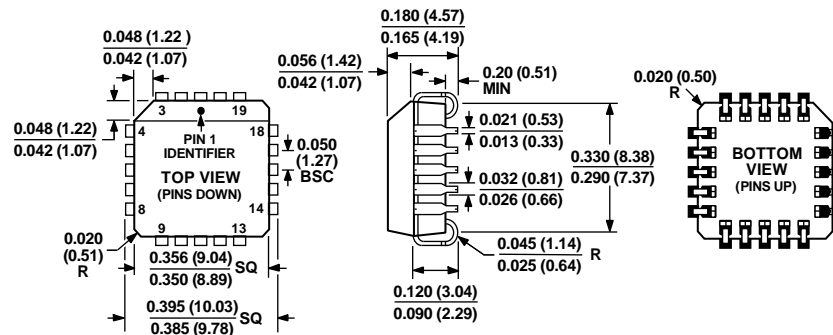 0.048 (1.22 )
0.042 (1.07)
0.048 (1.22)
0.042 (1.07)
3
19
4
18
PIN 1
IDENTIFIER
TOP VIEW
(PINS DOWN)
8
14
9
13
0.050
(1.27)
BSC
0.020
(0.51)
R
0.356 (9.04)
0.350 (8.89)
SQ
0.395 (10.03)
0.385 (9.78)
SQ
0.180 (4.57)
0.165 (4.19)
0.056 (1.42)
0.042 (1.07)
0.20 (0.51)
MIN
0.021 (0.53)
0.013 (0.33)
0.032 (0.81)
0.026 (0.66)
0.330 (8.38)
0.290 (7.37)
0.045 (1.14)
0.025 (0.64)
R
0.120 (3.04)
0.090 (2.29)
0.020 (0.50)
R
BOTTOM
VIEW
(PINS UP)